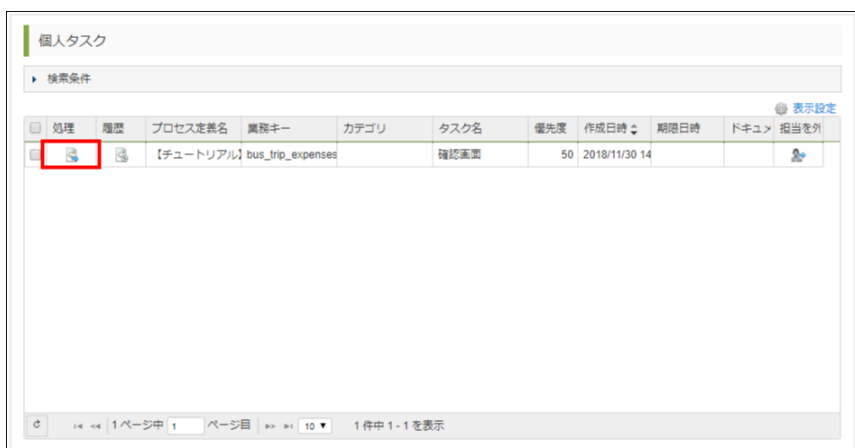 個人タスク
検索条件
表示設定
処理 履歴 プロセス定義名 業務キー カテゴリ タスク名 優先度 作成日時 期限日時 ドキュメ 担当を外
【チュートリアル】 bus_trip_expenses 確認画面 50 2018/11/30 14
1 ページ中 1 ページ目 10 1 件中 1 - 1 を表示